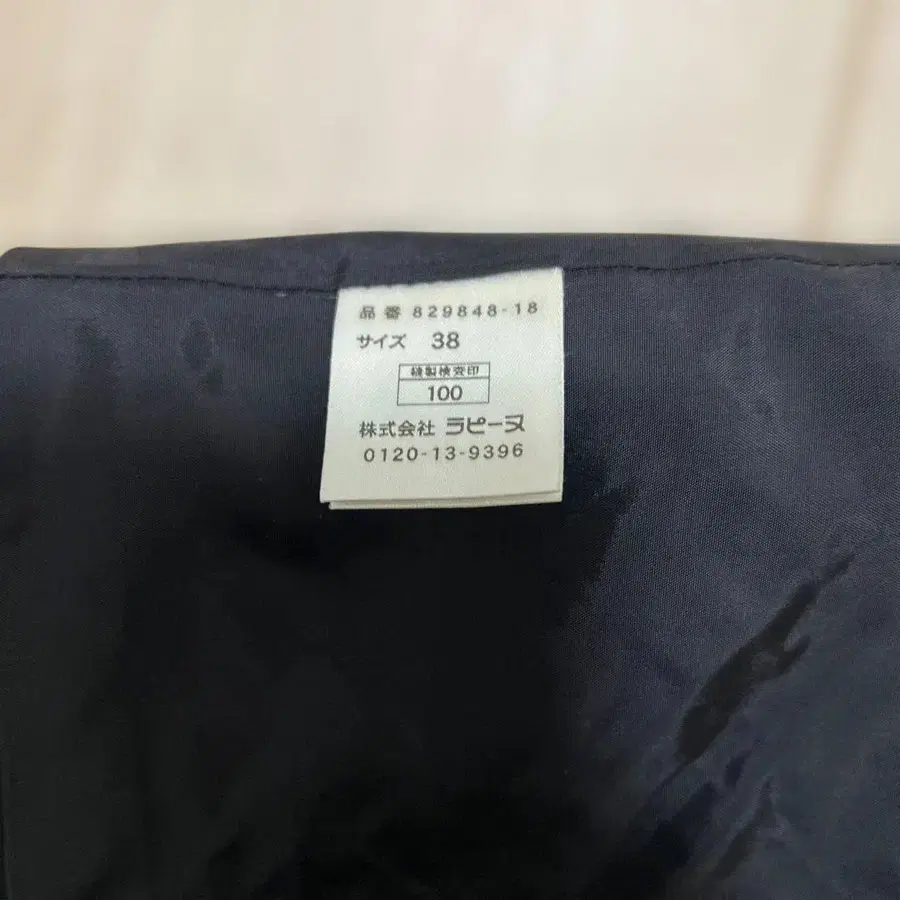 品番 829848-18
サイズ 38
縫製検査印
100
株式会社 ラピーヌ
0120-13-9396